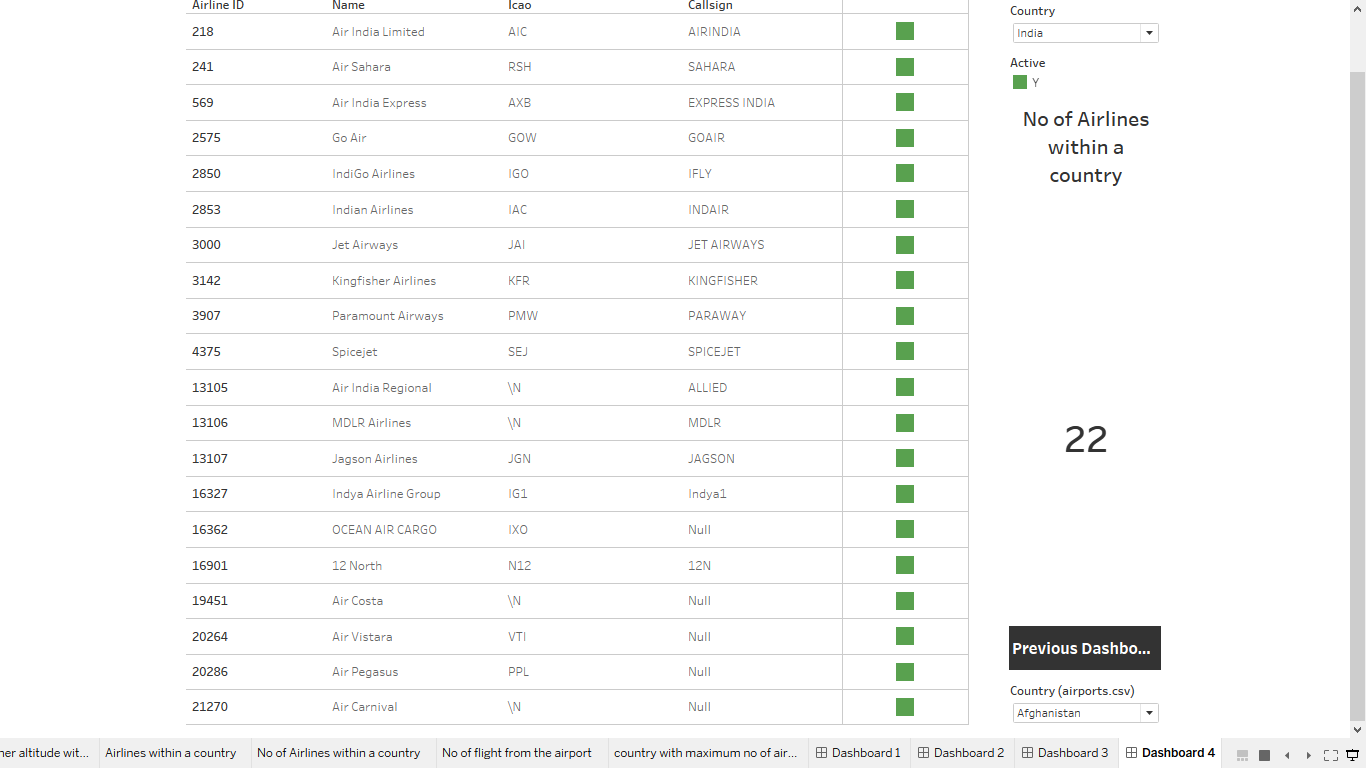 Airline ID Name Icao Callsign
218 Air India Limited AIC AIRINDIA
241 Air Sahara RSH SAHARA
569 Air India Express AXB EXPRESS INDIA
2575 Go Air GOW GOAIR
2850 IndiGo Airlines IGO IFLY
2853 Indian Airlines IAC INDAIR
3000 Jet Airways JAI JET AIRWAYS
3142 Kingfisher Airlines KFR KINGFISHER
3907 Paramount Airways PMW PARAWAY
4375 Spicejet SEJ SPICEJET
13105 Air India Regional \N ALLIED
13106 MDLR Airlines \N MDLR
13107 Jagson Airlines JGN JAGSON
16327 Indya Airline Group IG1 Indya1
16362 OCEAN AIR CARGO IXO Null
16901 12 North N12 12N
19451 Air Costa \N Null
20264 Air Vistara VTI Null
20286 Air Pegasus PPL Null
21270 Air Carnival \N Null
Country
India
Active
Y
No of Airlines
within a
country
22
Previous Dashbo...
Country (airports.csv)
Afghanistan
her altitude wit... Airlines within a country No of Airlines within a country No of flight from the airport country with maximum no of air... Dashboard 1 Dashboard 2 Dashboard 3 Dashboard 4